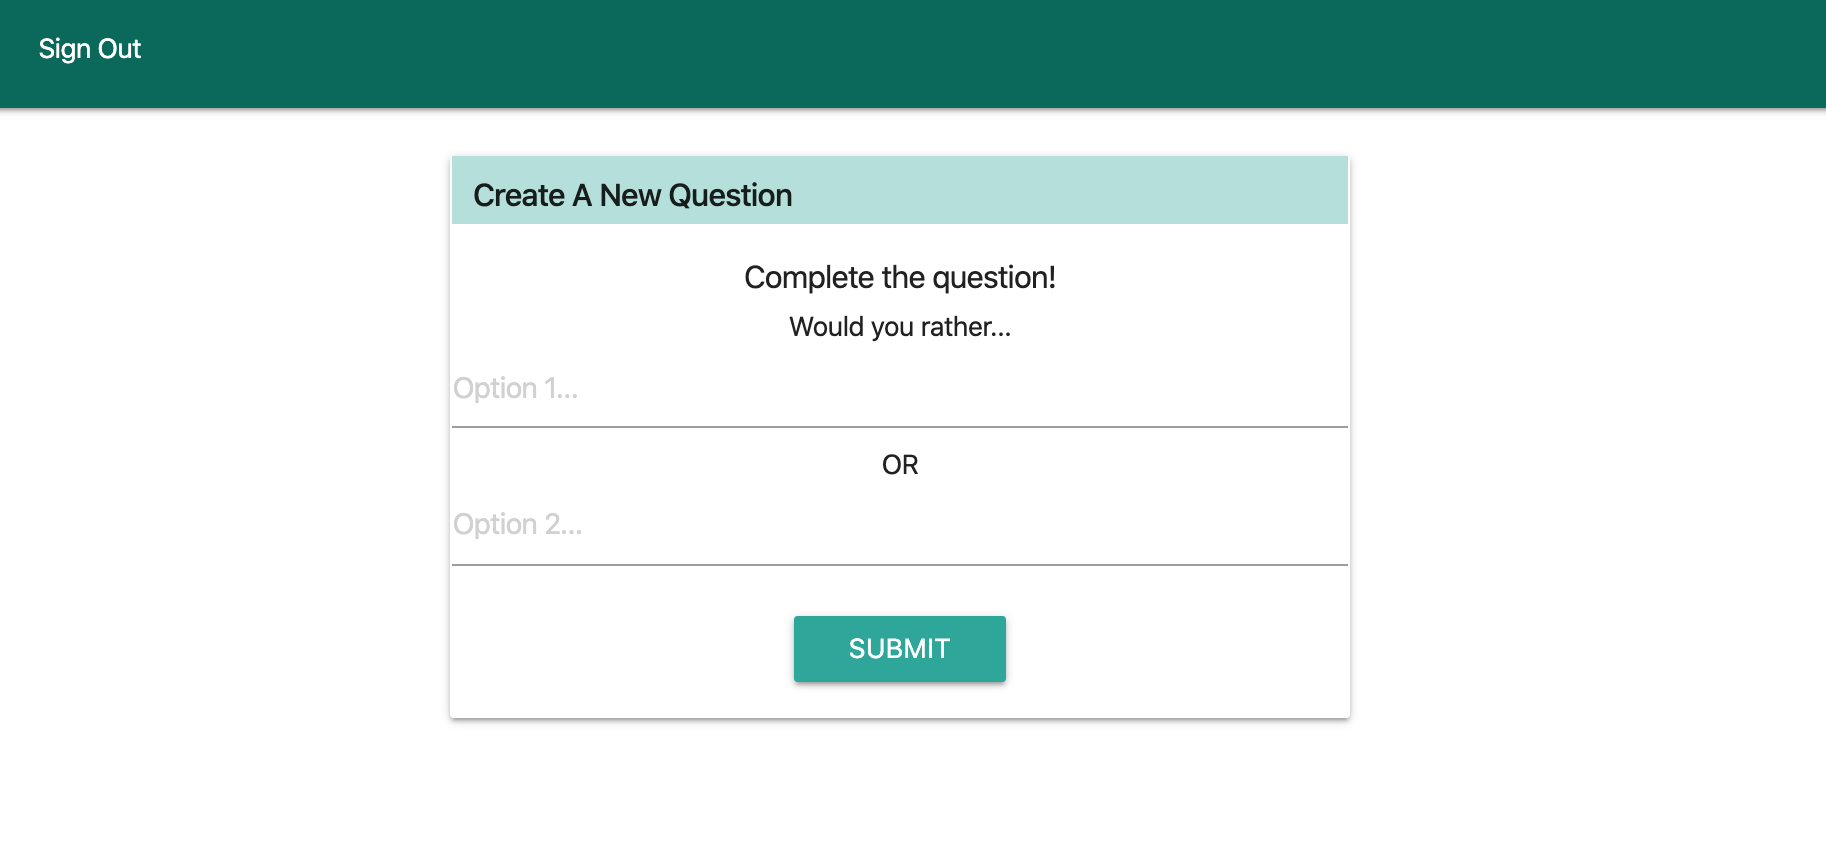 Sign Out
Create A New Question
Complete the question!
Would you rather...
Option 1...
OR
Option 2...
SUBMIT